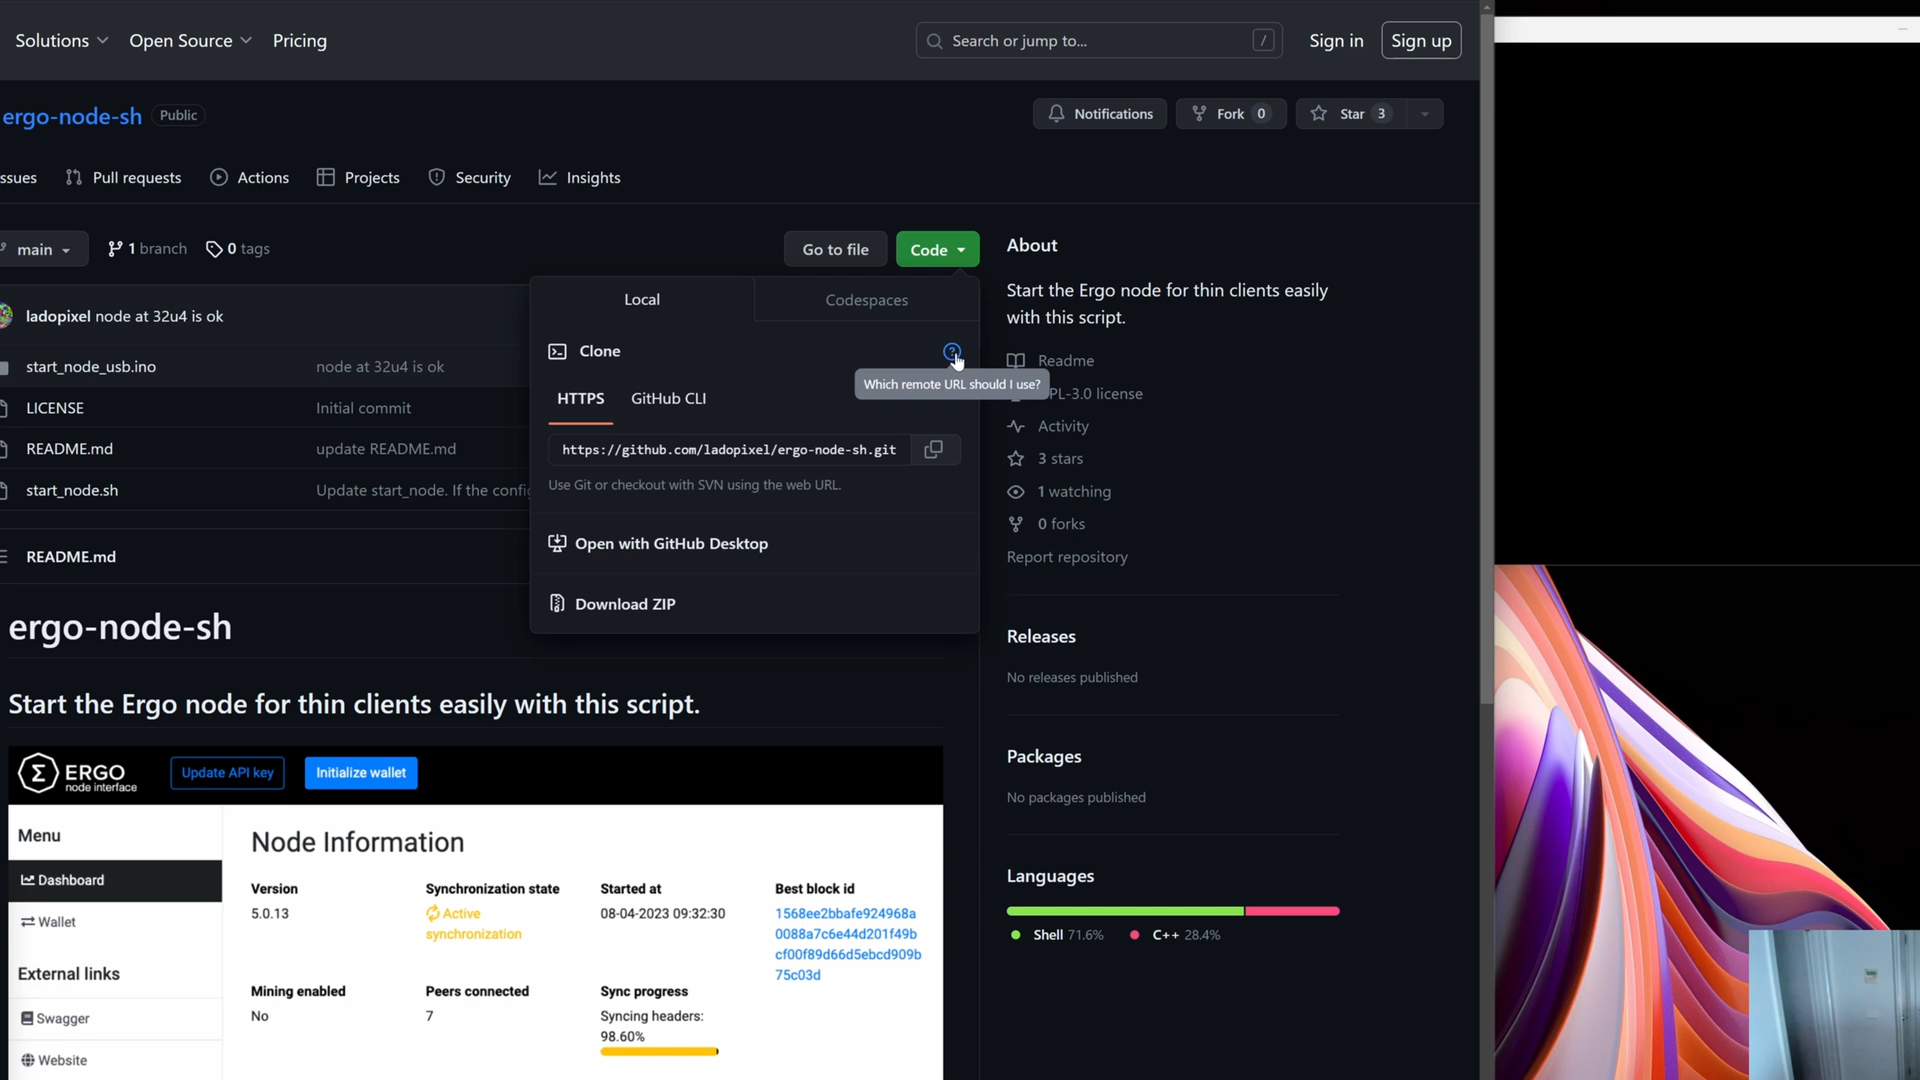 Solutions Open Source Pricing Search or jump to... / Sign in Sign up
ergo-node-sh Public Notifications Fork 0 Star 3
ssues Pull requests Actions Projects Security Insights
main 1 branch 0 tags Go to file Code
ladopixel node at 32u4 is ok
start_node_usb.ino node at 32u4 is ok
LICENSE Initial commit
README.md update README.md
start_node.sh Update start_node. If the config
Local Codespaces
Clone
Which remote URL should I use?
HTTPS GitHub CLI
https://github.com/ladopixel/ergo-node-sh.git
Use Git or checkout with SVN using the web URL.
Open with GitHub Desktop
Download ZIP
About
Start the Ergo node for thin clients easily
with this script.
Readme
PL-3.0 license
Activity
3 stars
1 watching
0 forks
Report repository
Releases
No releases published
Packages
No packages published
Languages
Shell 71.6% C++ 28.4%
README.md
ergo-node-sh
Start the Ergo node for thin clients easily with this script.
Σ ERGO
node interface
Update API key Initialize wallet
Menu
Dashboard
Wallet
External links
Swagger
Website
Node Information
Version
5.0.13
Synchronization state
Active
synchronization
Started at
08-04-2023 09:32:30
Best block id
1568ee2bbafe924968a
0088a7c6e44d201f49b
cf00f89d66d5ebcd909b
75c03d
Mining enabled
No
Peers connected
7
Sync progress
Syncing headers:
98.60%